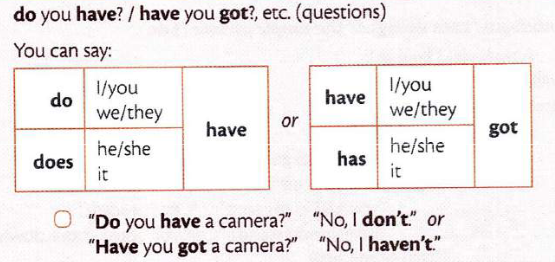 do you have? / have you got?, etc. (questions)
You can say:
do I/you we/they have or have I/you we/they got
does he/she it has he/she it
"Do you have a camera?" "No, I don't." or
"Have you got a camera?" "No, I haven't."